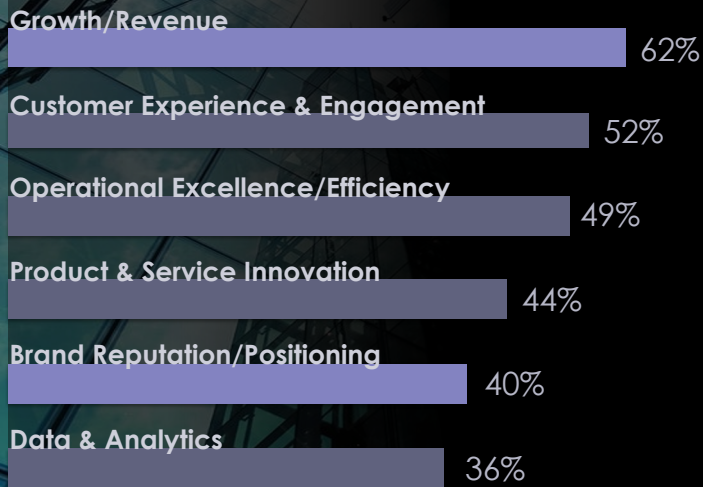 Growth/Revenue
62%
Customer Experience & Engagement
52%
Operational Excellence/Efficiency
49%
Product & Service Innovation
44%
Brand Reputation/Positioning
40%
Data & Analytics
36%